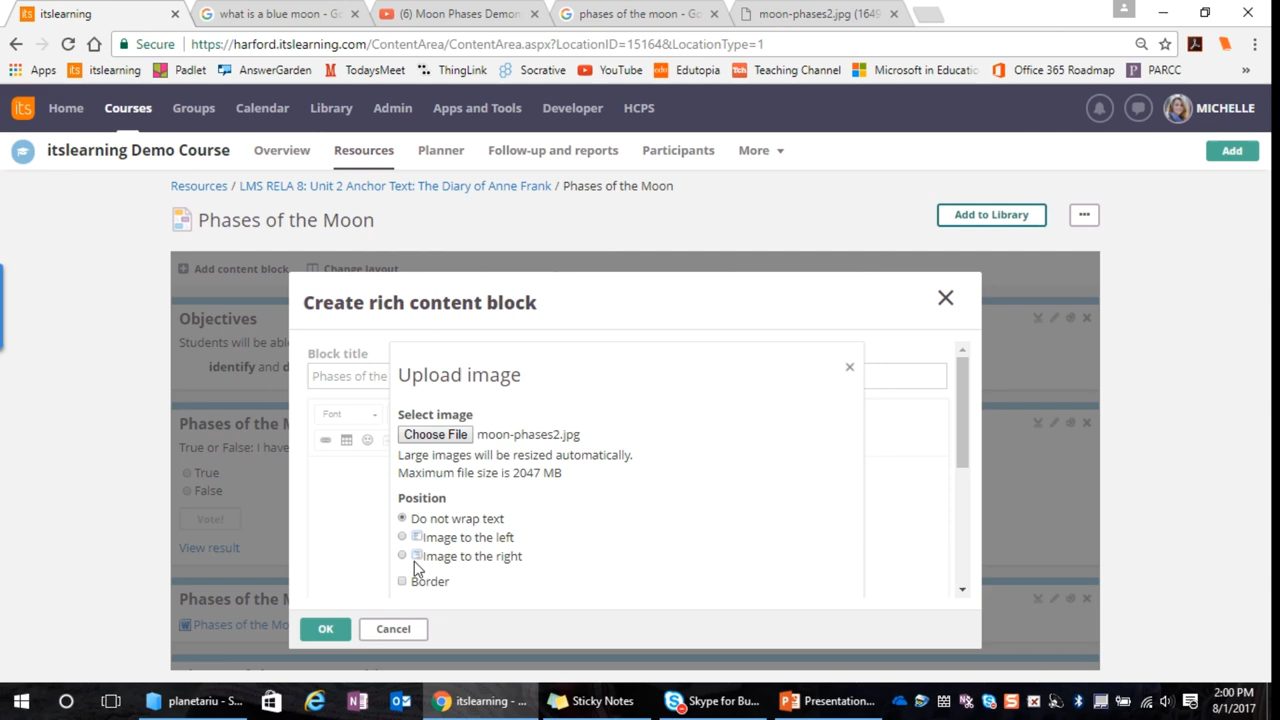 itslearning
what is a blue moon - Go
(6) Moon Phases Demon
phases of the moon - Go
moon-phases2.jpg (1649
Secure
https://harford.itslearning.com/ContentArea/ContentArea.aspx?LocationID=15164&LocationType=1
Apps
itslearning
Padlet
AnswerGarden
TodaysMeet
ThingLink
Socrative
YouTube
Edutopia
Teaching Channel
Microsoft in Educatio
Office 365 Roadmap
PARCC
»
its
Home
Courses
Groups
Calendar
Library
Admin
Apps and Tools
Developer
HCPS
MICHELLE
itslearning Demo Course
Overview
Resources
Planner
Follow-up and reports
Participants
More
Add
Resources / LMS RELA 8: Unit 2 Anchor Text: The Diary of Anne Frank / Phases of the Moon
Phases of the Moon
Add to Library
Add content block
Change layout
Create rich content block
Objectives
Students will be able
identify and d
Block title
Phases of the
Font
Upload image
Select image
Choose File moon-phases2.jpg
Large images will be resized automatically.
Maximum file size is 2047 MB
Position
Do not wrap text
Image to the left
Image to the right
Border
Phases of the M
True or False: I have
True
False
Vote!
View result
Phases of the M
Phases of the Mo
OK
Cancel
planetariu - S...
itslearning - ...
Sticky Notes
Skype for Bu...
Presentation...
2:00 PM
8/1/2017